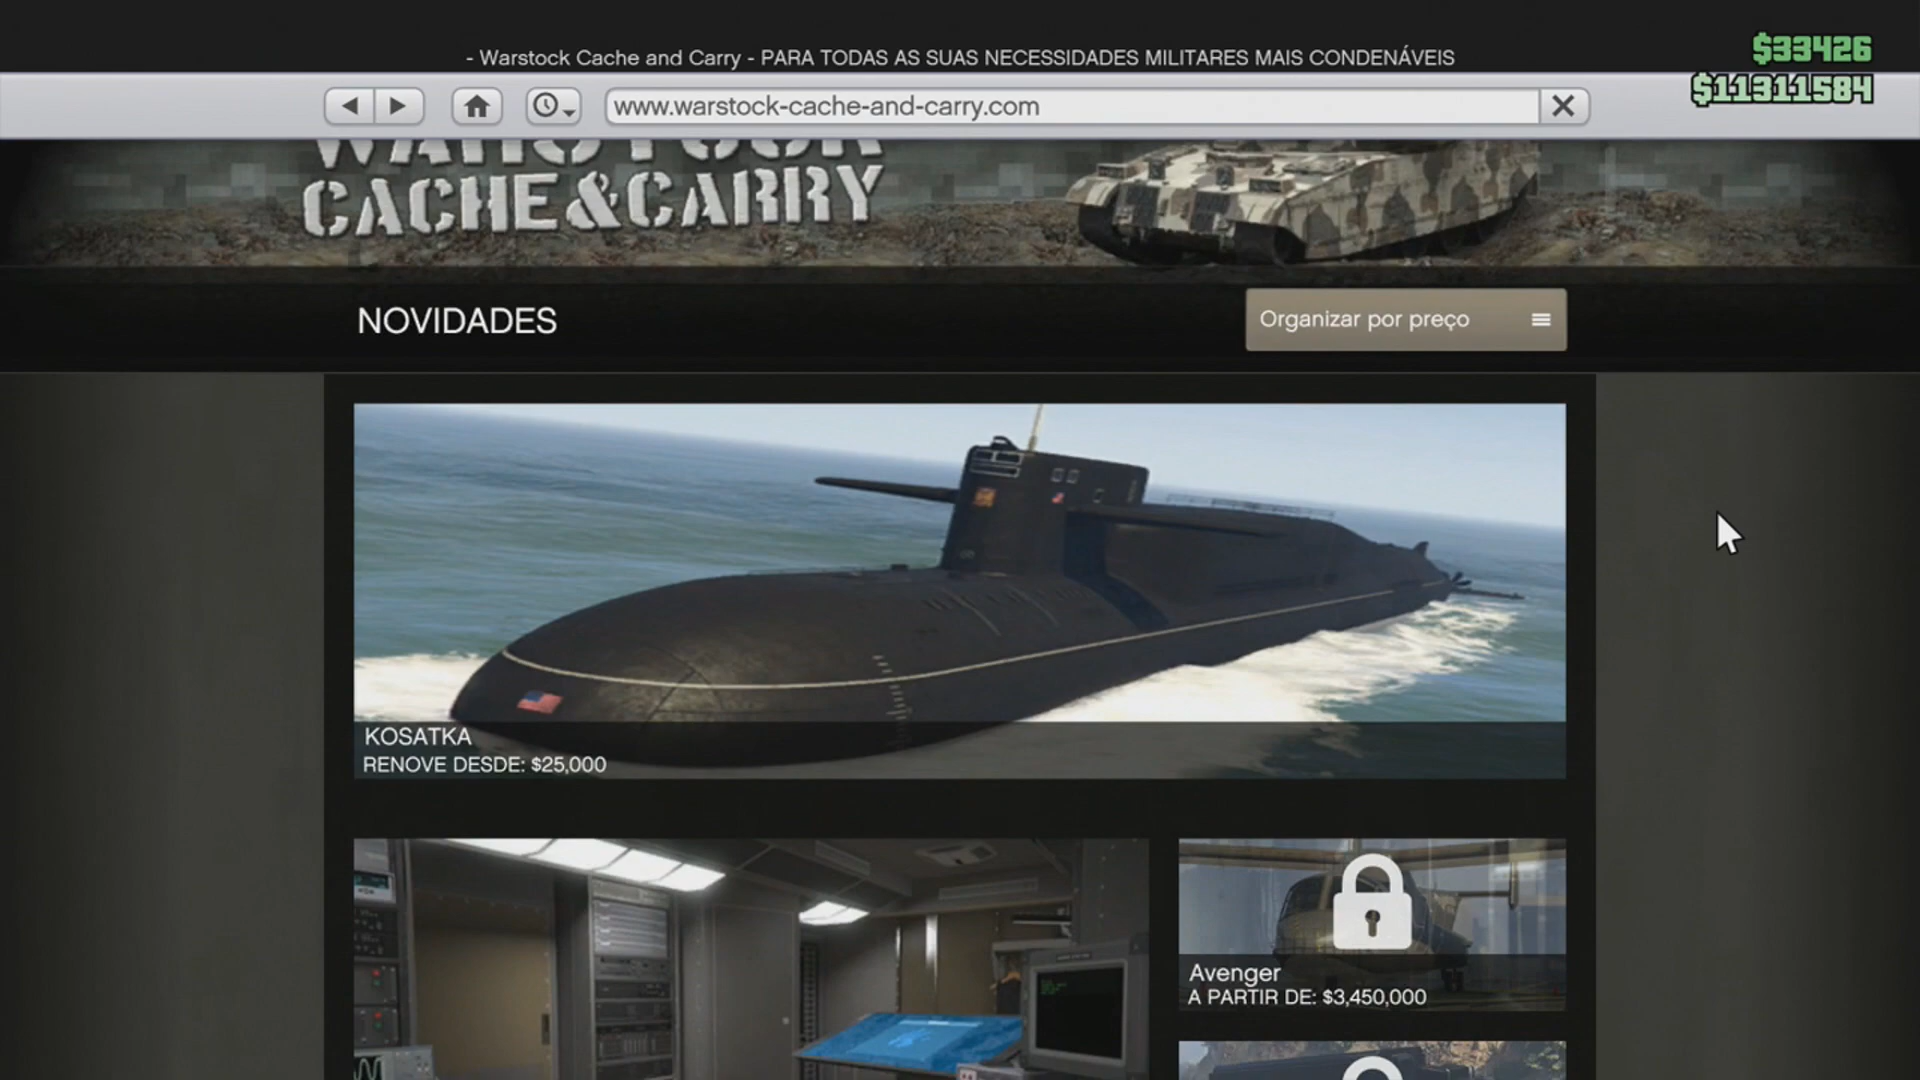 - Warstock Cache and Carry - PARA TODAS AS SUAS NECESSIDADES MILITARES MAIS CONDENÁVEIS
$33426
$11311584
www.warstock-cache-and-carry.com
WARSTOCK
CACHE & CARRY
NOVIDADES
Organizar por preço
KOSATKA
RENOVE DESDE: $25,000
Avenger
A PARTIR DE: $3,450,000